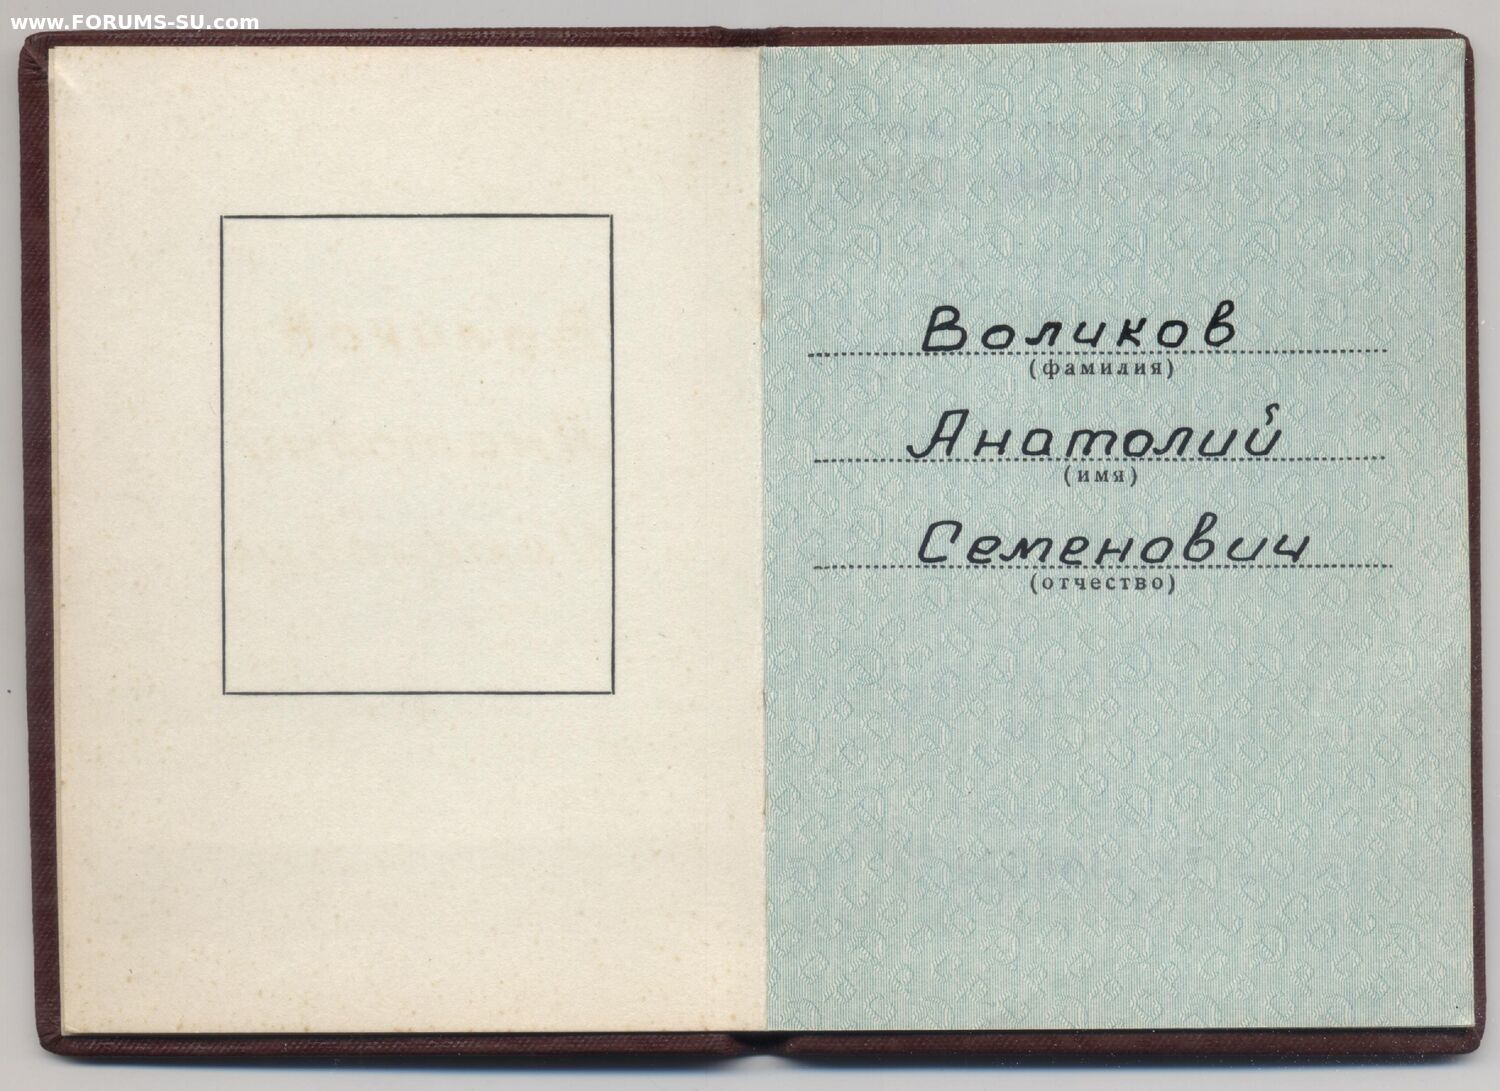 www.FORUMS-SU.com
Воликов
(фамилия)
Анатолий
(имя)
Семенович
(отчество)